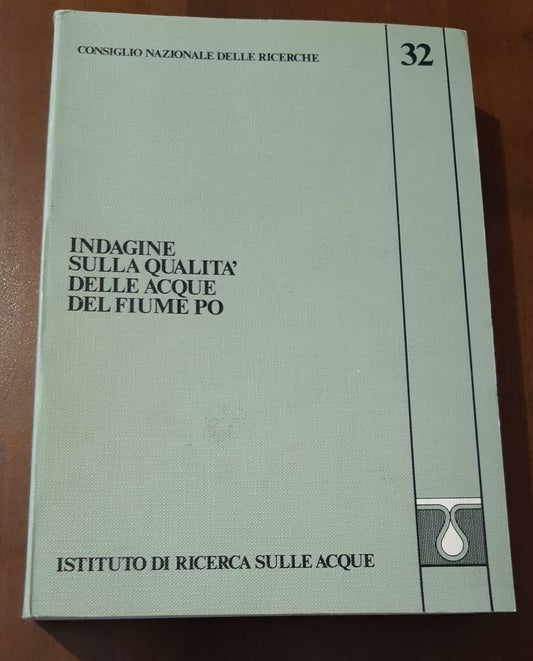 CONSIGLIO NAZIONALE DELLE RICERCHE
32
INDAGINE
SULLA QUALITA'
DELLE ACQUE
DEL FIUME PO
ISTITUTO DI RICERCA SULLE ACQUE